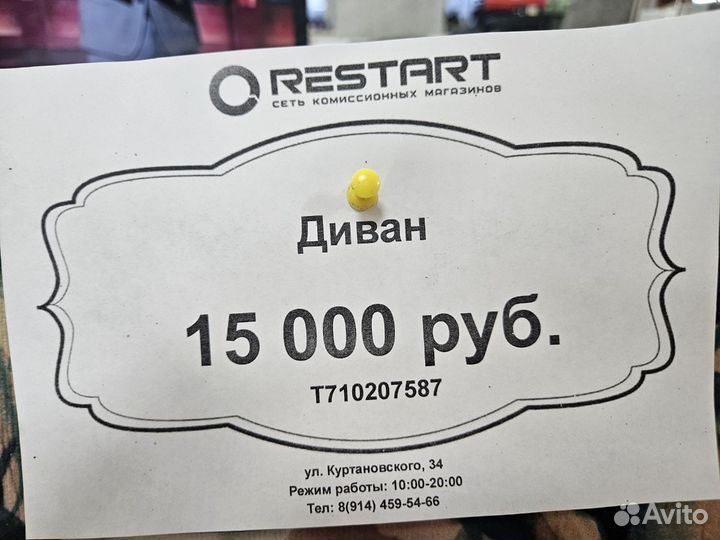 RESTART
СЕТЬ КОМИССИОННЫХ МАГАЗИНОВ
Диван
15 000 руб.
Т710207587
ул. Куртановского, 34
Режим работы: 10:00-20:00
Тел: 8(914) 459-54-66
Avito